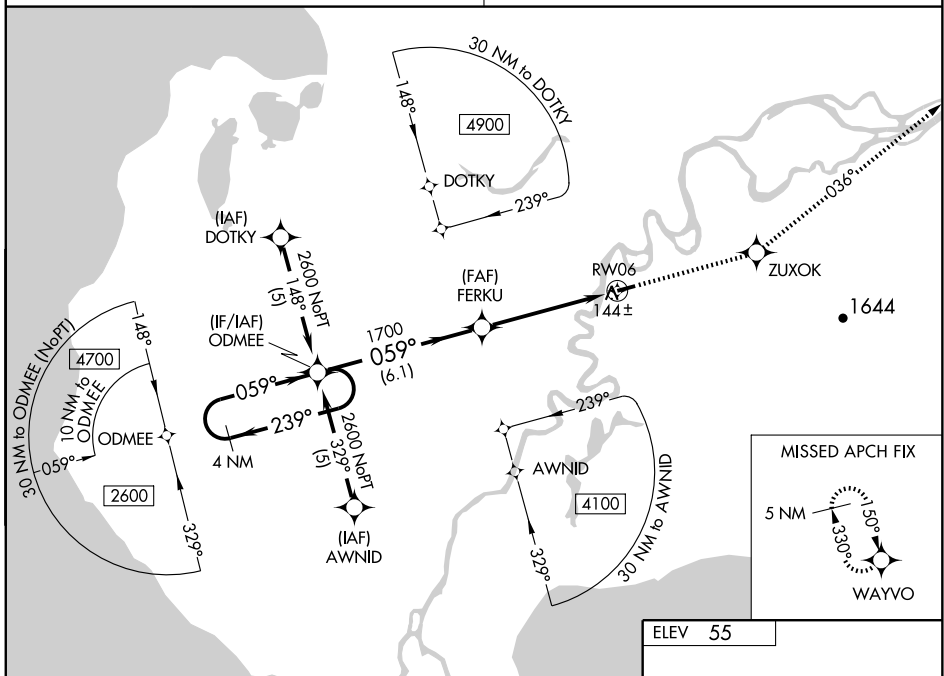 30 NM to DOTKY
148°
4900
DOTKY
239°
(IAF)
DOTKY
2600 NoPT
148°
(5)
036°
RW06
144±
ZUXOK
(FAF)
FERKU
1644
(IF/IAF)
ODMEE
1700
059°
(6.1)
30 NM to ODMEE (NoPT)
148°
4700
10 NM to
ODMEE
ODMEE
059°
2600
329°
059°
239°
4 NM
2600 NoPT
329°
(5)
(IAF)
AWNID
239°
AWNID
4100
329°
30 NM to AWNID
MISSED APCH FIX
5 NM
150°
330°
WAYVO
ELEV 55